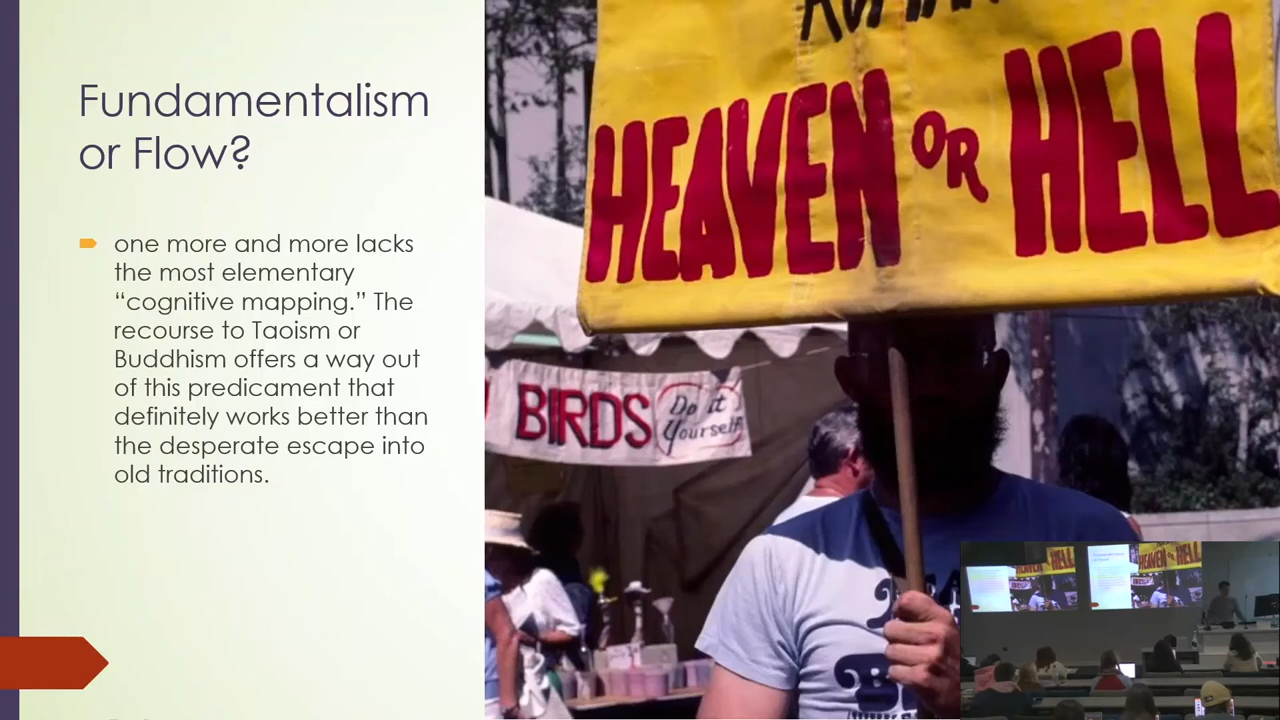 Fundamentalism
or Flow?
one more and more lacks
the most elementary
“cognitive mapping.” The
recourse to Taoism or
Buddhism offers a way out
of this predicament that
definitely works better than
the desperate escape into
old traditions.
HEAVEN OR HELL
BIRDS
Do it
Yourself